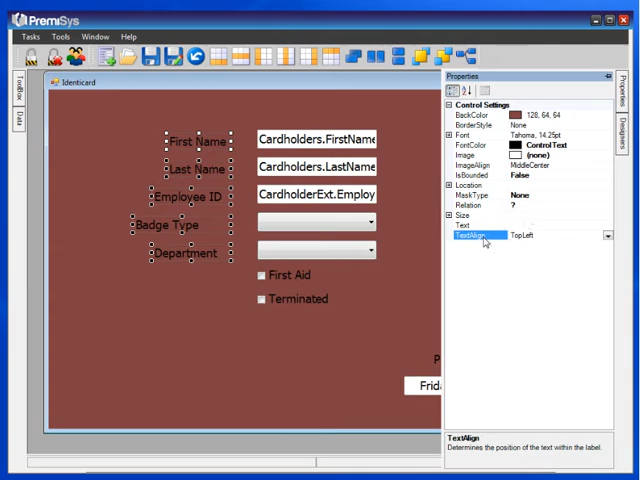 PremiSys
Tasks Tools Window Help
ToolBox
Data
Identicard
First Name
Cardholders.FirstName
Last Name
Cardholders.LastName
Employee ID
CardholderExt.Employ
Badge Type
Department
First Aid
Terminated
P
Frida
Properties
Control Settings
BackColor 128, 64, 64
BorderStyle None
Font Tahoma, 14.25pt
FontColor ControlText
Image (none)
ImageAlign MiddleCenter
IsBounded False
Location
MaskType None
Relation ?
Size
Text
TextAlign TopLeft
TextAlign
Determines the position of the text within the label.
Properties
Designers